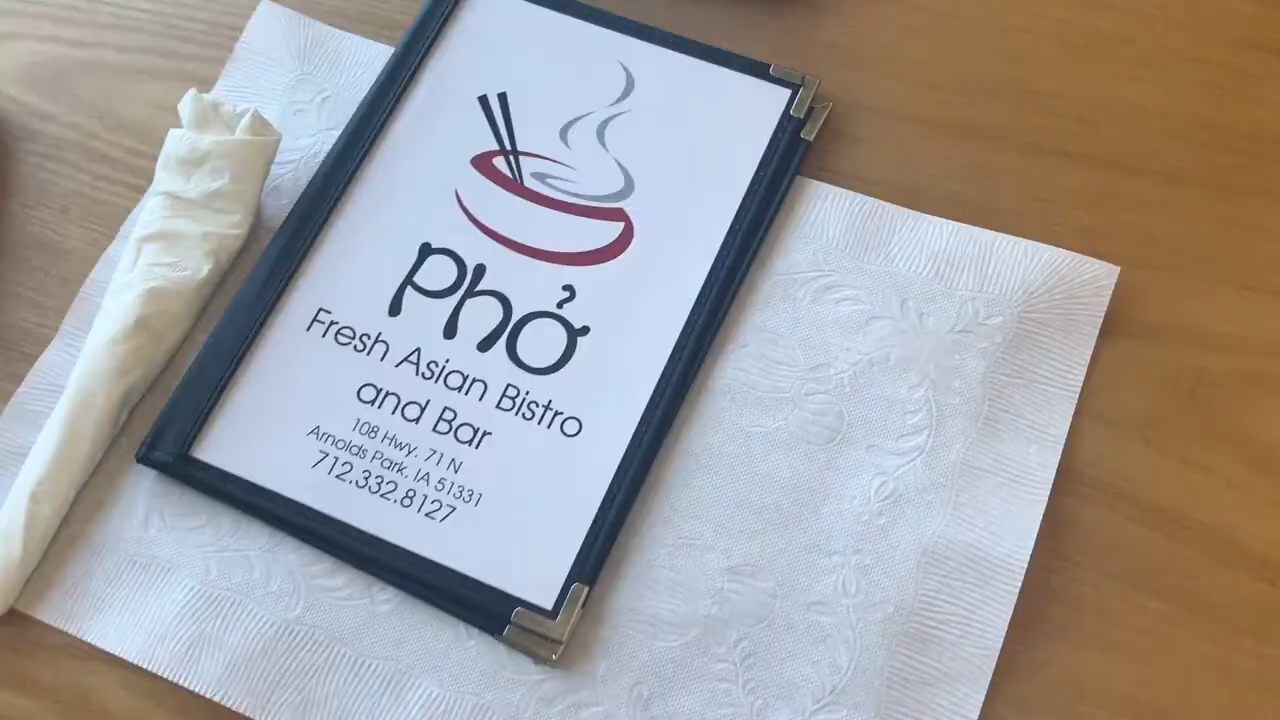 Phở
Fresh Asian Bistro
and Bar
108 Hwy. 71 N
Arnolds Park, IA 51331
712.332.8127